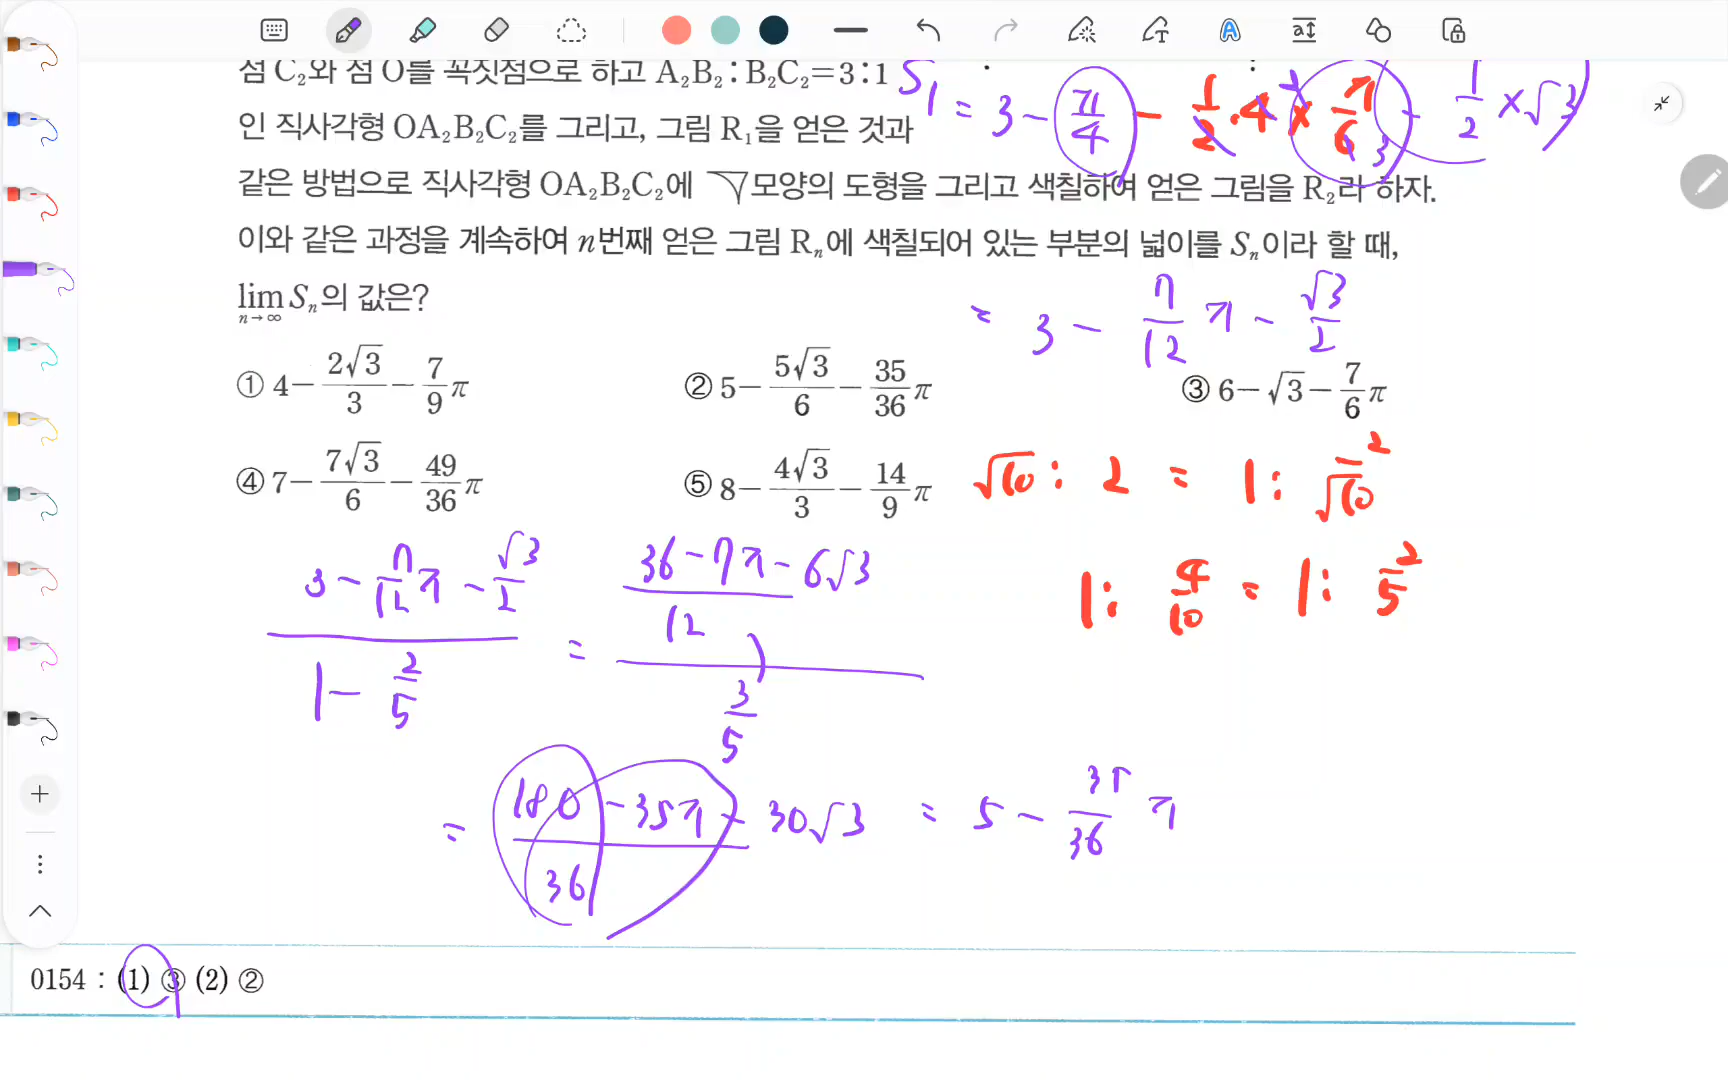 점 C₂와 점 O를 꼭짓점으로 하고 A₂B₂ : B₂C₂=3 : 1
S₁ = 3 - π/4 - 1/2 · 4 × π/6 - 1/2 × √3
인 직사각형 OA₂B₂C₂를 그리고, 그림 R₁을 얻은 것과
같은 방법으로 직사각형 OA₂B₂C₂에 모양의 도형을 그리고 색칠하여 얻은 그림을 R₂라 하자.
이와 같은 과정을 계속하여 n번째 얻은 그림 Rₙ에 색칠되어 있는 부분의 넓이를 Sₙ이라 할 때,
lim n→∞ Sₙ의 값은?
= 3 - 7/12 π - √3/2
① 4 - 2√3/3 - 7/9 π
② 5 - 5√3/6 - 35/36 π
③ 6 - √3 - 7/6 π
④ 7 - 7√3/6 - 49/36 π
⑤ 8 - 4√3/3 - 14/9 π
√10 : 2 = 1 : 2/√10
1 : 4/10 = 1 : 2/5
(3 - 7/12 π - √3/2) / (1 - 2/5) = ((36 - 7π - 6√3)/12) / (3/5)
= (180 - 35π - 30√3)/36 = 5 - 35/36 π
0154 : (1) ③ (2) ②